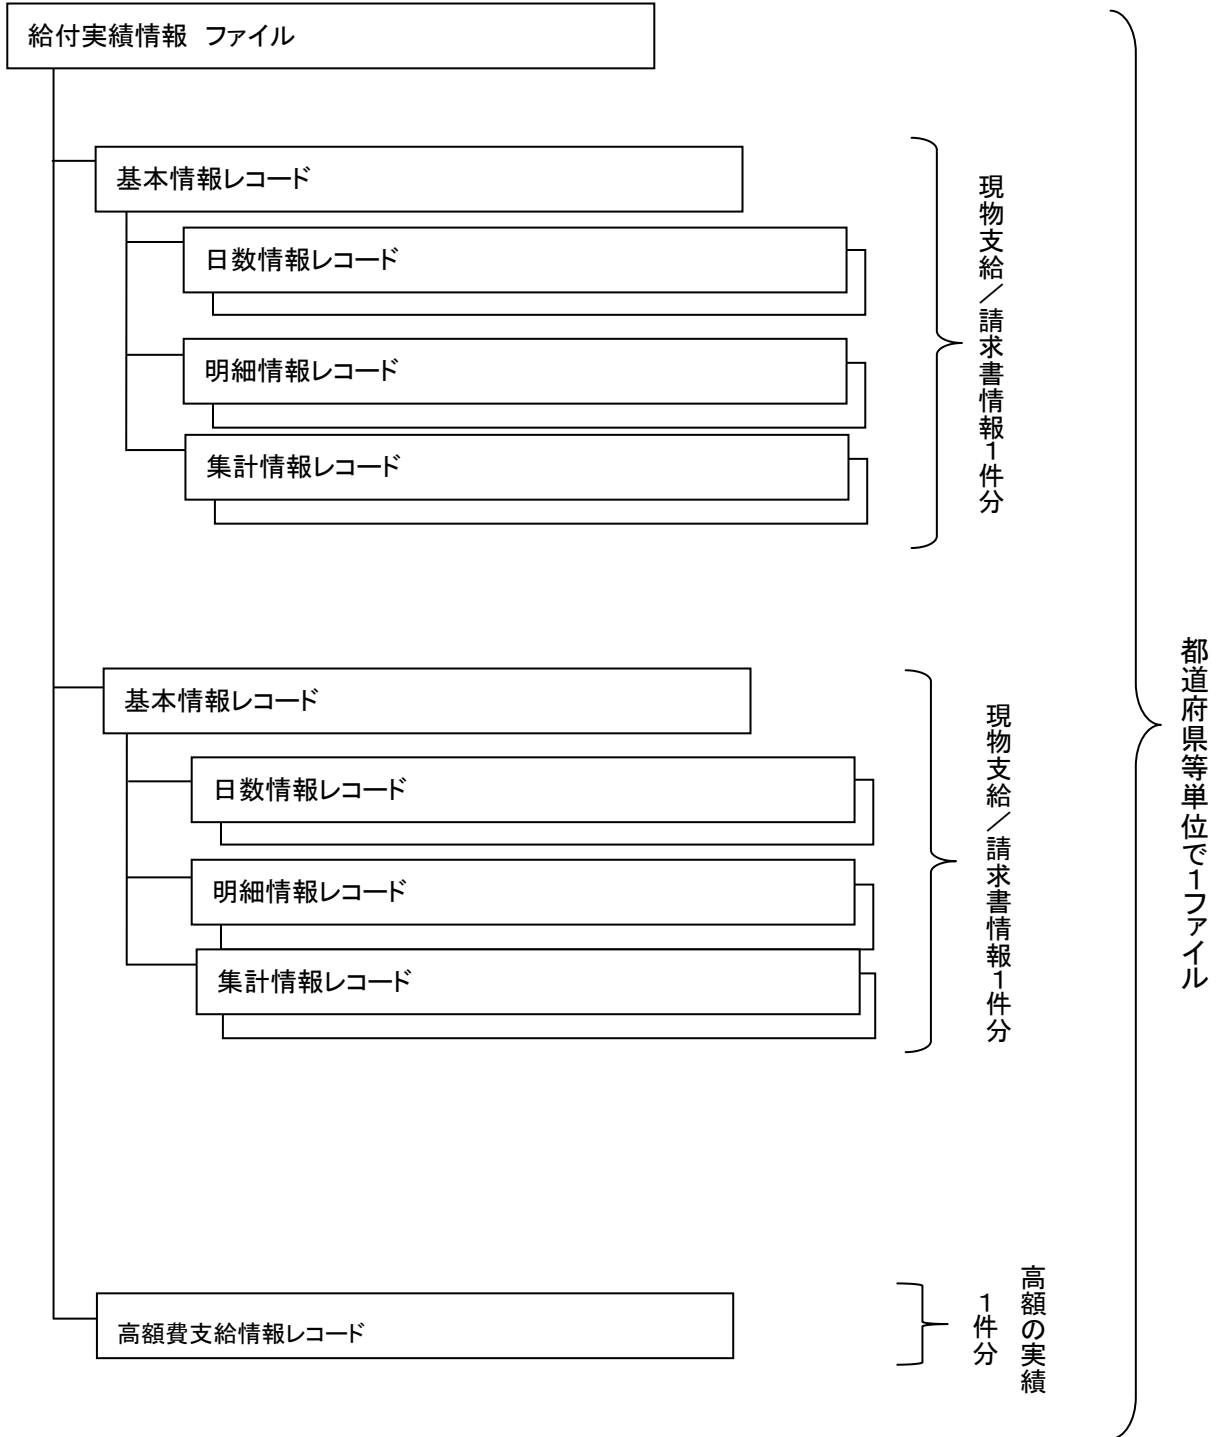 給付実績情報　ファイル
基本情報レコード
日数情報レコード
明細情報レコード
集計情報レコード
現物支給／請求書情報１件分
基本情報レコード
日数情報レコード
明細情報レコード
集計情報レコード
現物支給／請求書情報１件分
高額費支給情報レコード
高額の実績
１件分
都道府県等単位で１ファイル